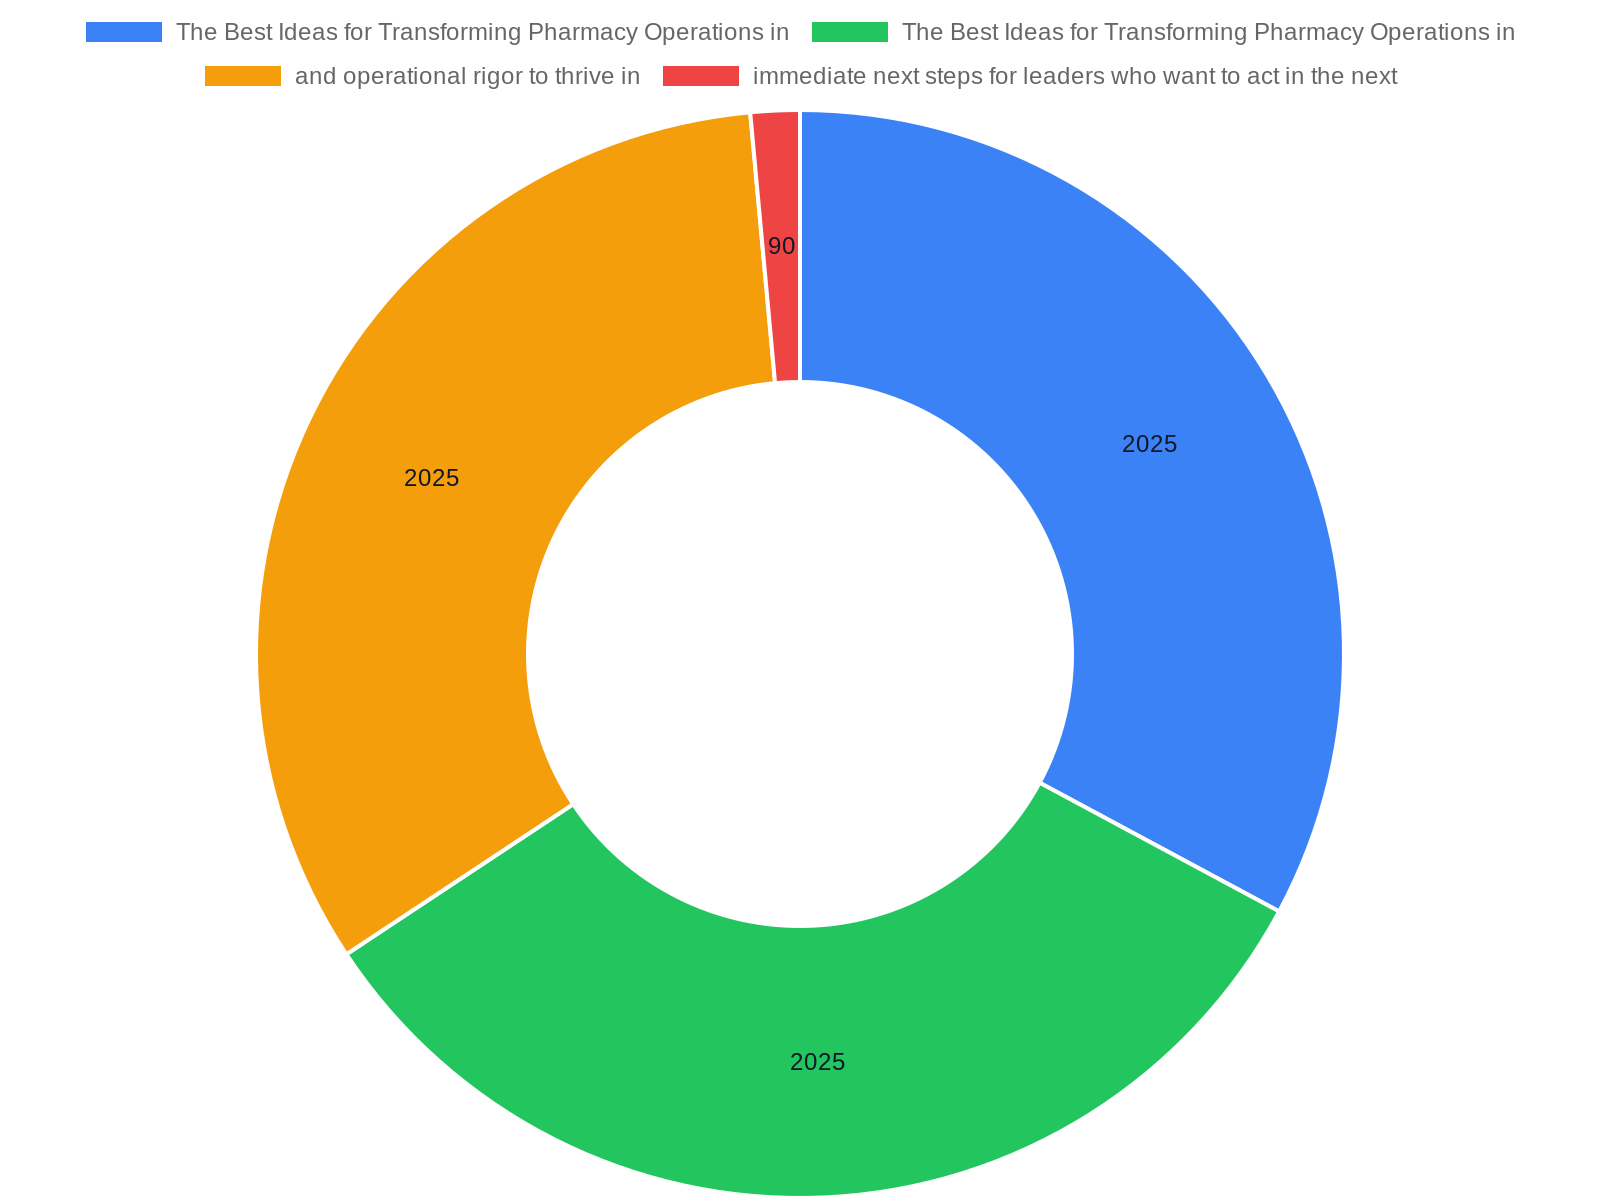 The Best Ideas for Transforming Pharmacy Operations in The Best Ideas for Transforming Pharmacy Operations in
and operational rigor to thrive in immediate next steps for leaders who want to act in the next
90
2025
2025
2025